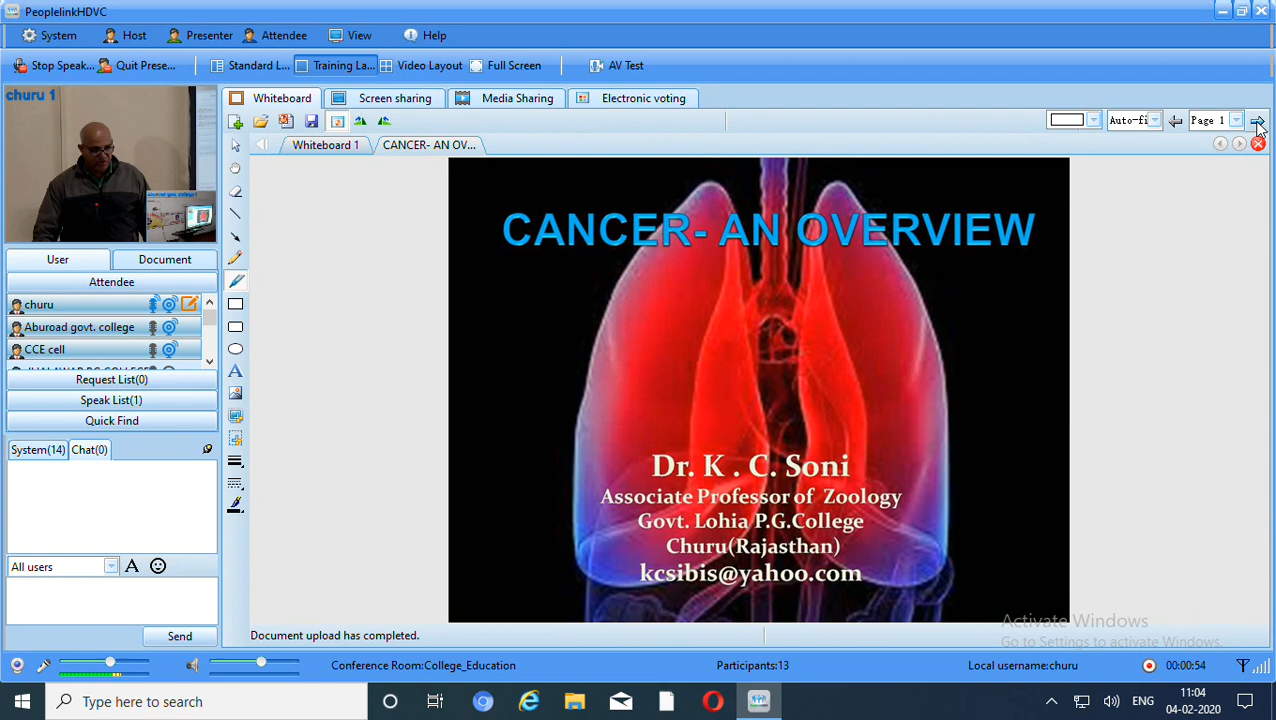 PeoplelinkHDVC
System Host Presenter Attendee View Help
Stop Speak... Quit Prese... Standard L... Training La... Video Layout Full Screen AV Test
churu 1
Whiteboard Screen sharing Media Sharing Electronic voting
Auto-fi Page 1
Whiteboard 1 CANCER- AN OV...
CANCER- AN OVERVIEW
Dr. K . C. Soni
Associate Professor of Zoology
Govt. Lohia P.G.College
Churu(Rajasthan)
kcsibis@yahoo.com
User Document
Attendee
churu
Aburoad govt. college
CCE cell
Request List(0)
Speak List(1)
Quick Find
System(14) Chat(0)
All users A
Send
Document upload has completed.
Activate Windows
Go to Settings to activate Windows.
Conference Room:College_Education Participants:13 Local username:churu 00:00:54
Type here to search
ENG
11:04
04-02-2020